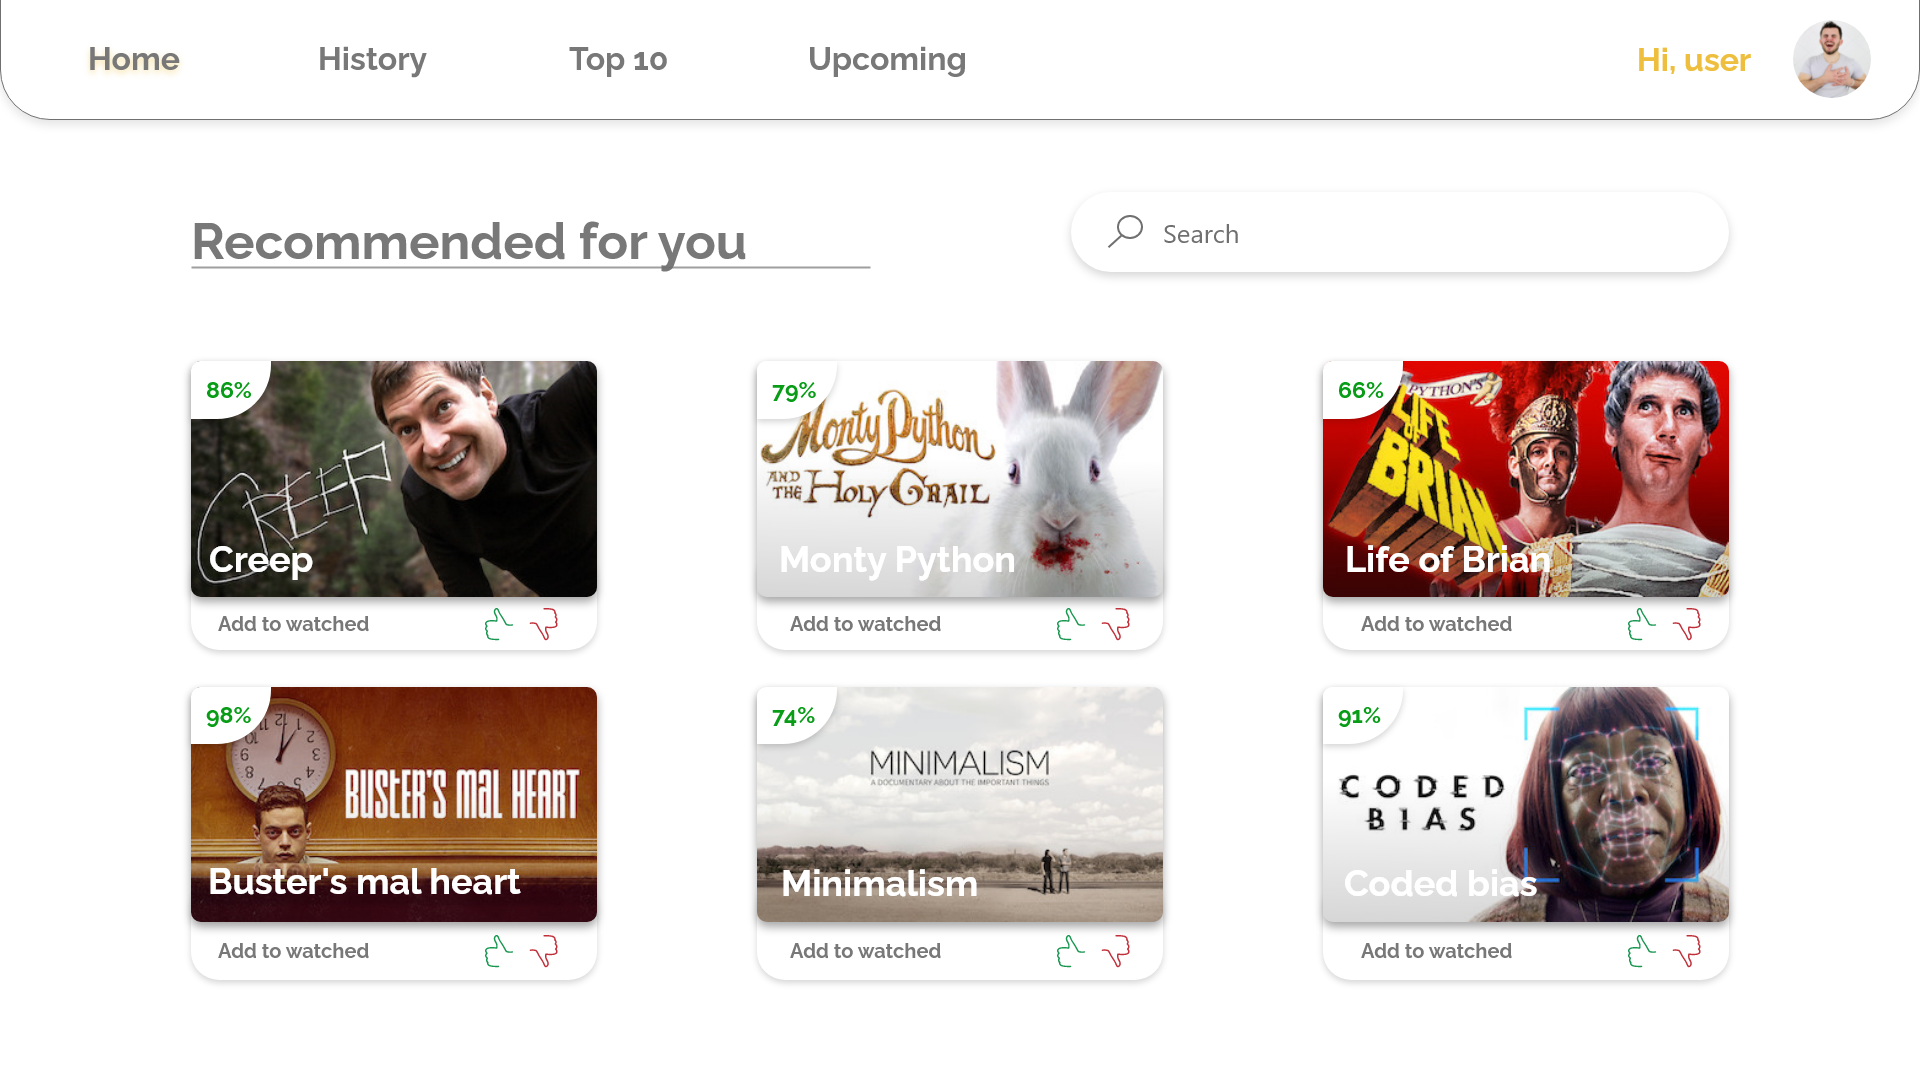 Home History Top 10 Upcoming Hi, user
Recommended for you
Search
86%
CREEP
Creep
Add to watched
79%
Monty Python
AND
THE HOLY GRAIL
Monty Python
Add to watched
66%
PYTHON'S
LIFE
OF
BRIAN
Life of Brian
Add to watched
98%
BUSTER'S MAL HEART
Buster's mal heart
Add to watched
74%
MINIMALISM
A DOCUMENTARY ABOUT THE IMPORTANT THINGS
Minimalism
Add to watched
91%
CODED
BIAS
Coded bias
Add to watched